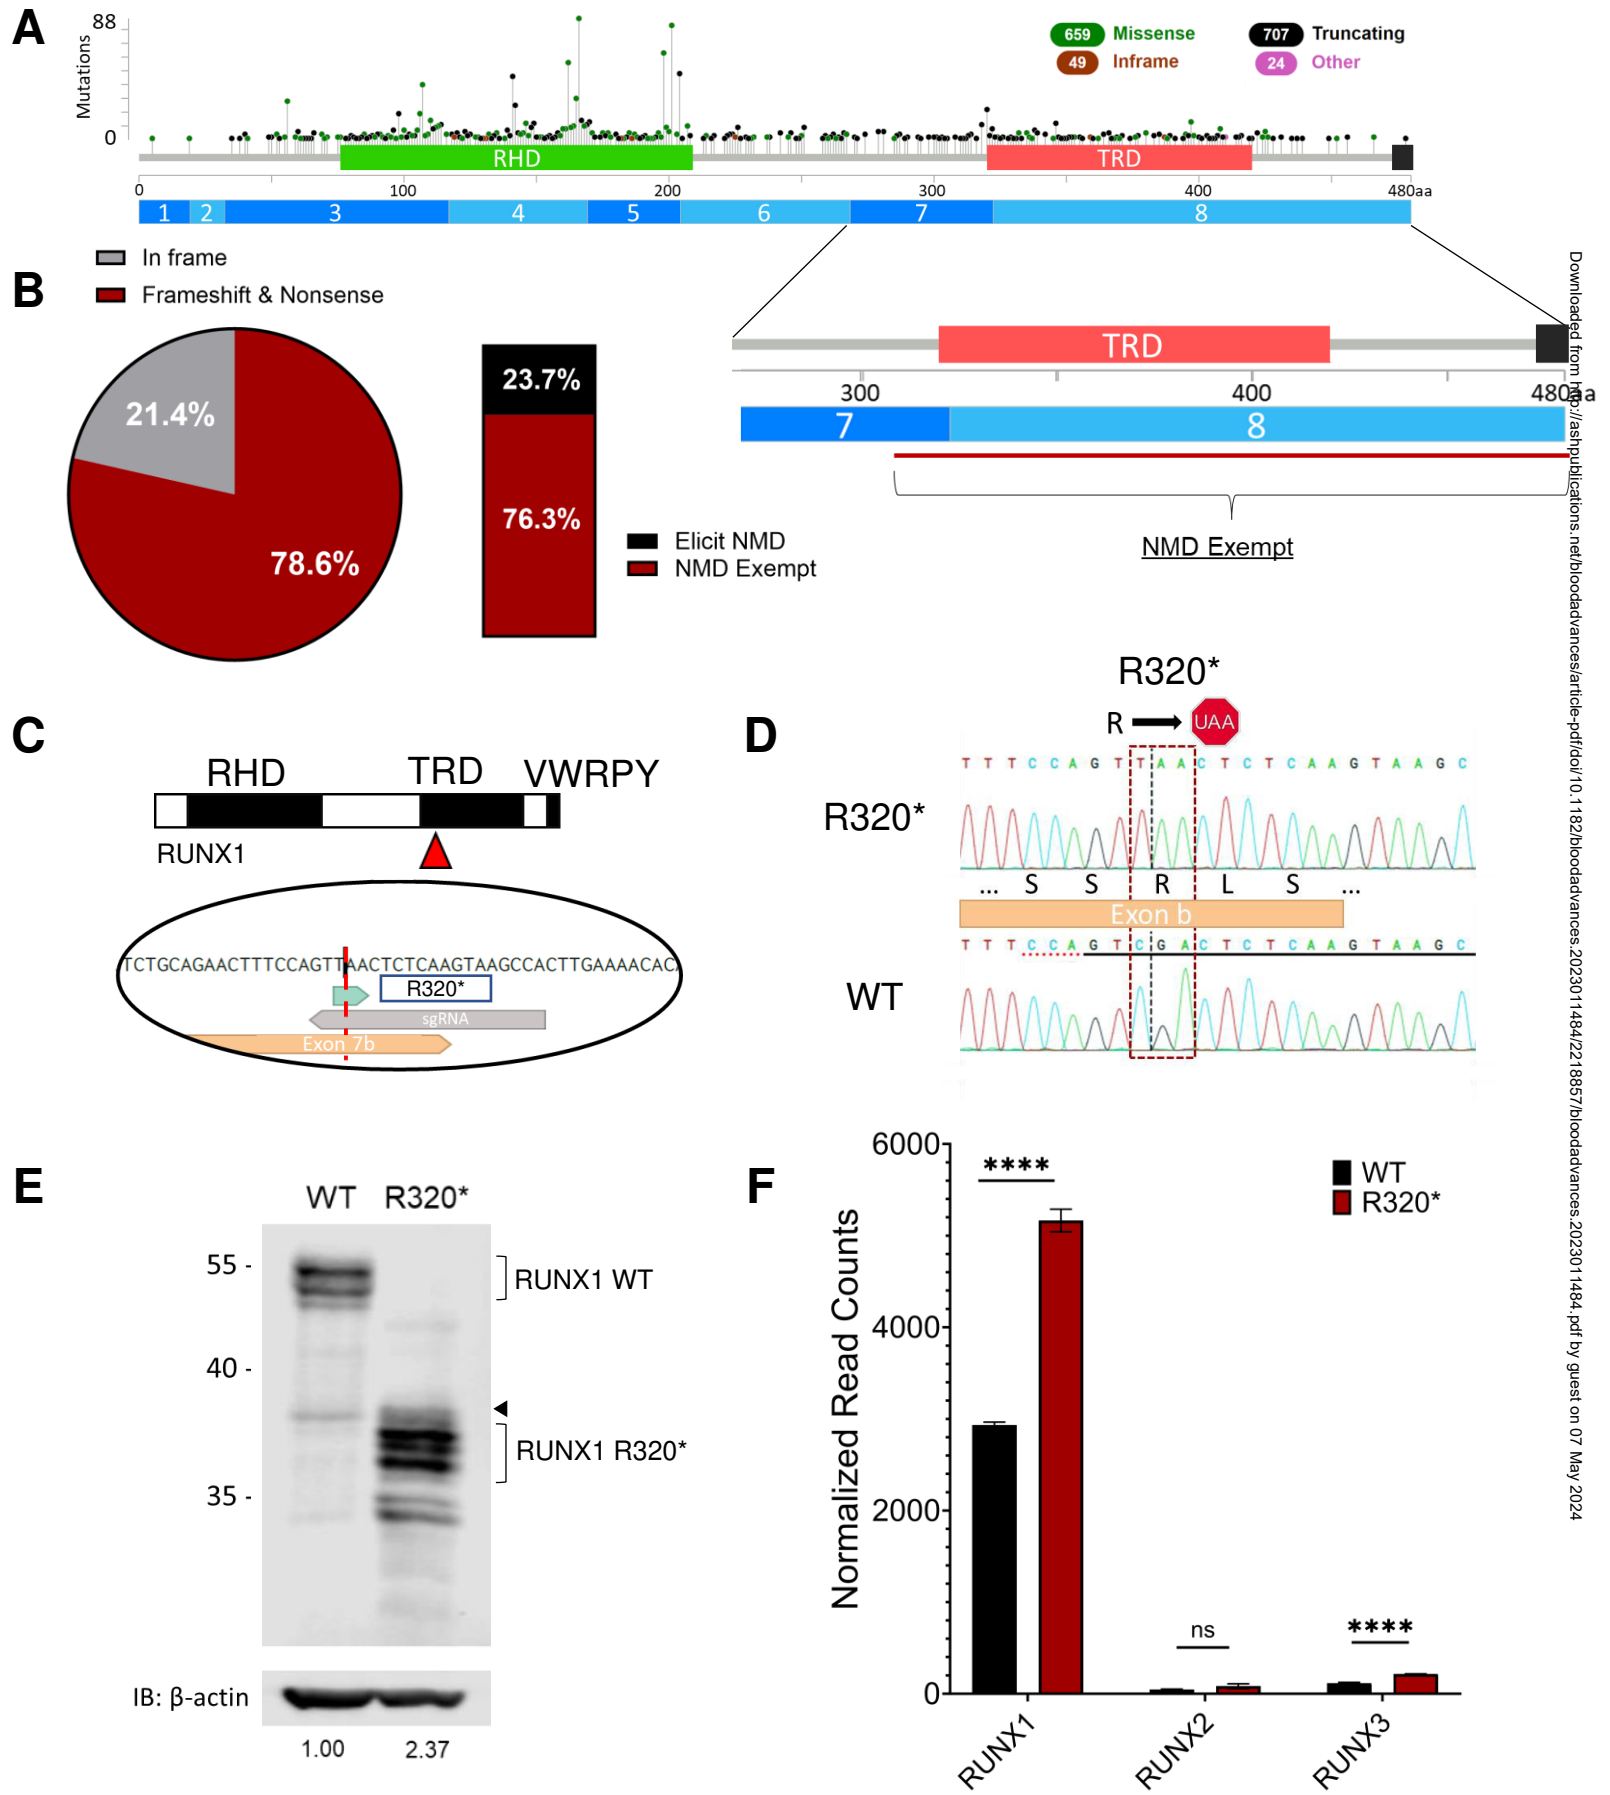 A
88
Mutations
0
659 Missense
707 Truncating
49 Inframe
24 Other
RHD
TRD
0
100
200
300
400
480aa
1
2
3
4
5
6
7
8
B
In frame
Frameshift & Nonsense
21.4%
78.6%
23.7%
76.3%
Elicit NMD
NMD Exempt
TRD
300
400
480aa
7
8
NMD Exempt
C
RHD
TRD
VWRPY
RUNX1
TCTGCAGAACTTTCCAGTTAACTCTCAAGTAAGCCACTTGAAAACACA
R320*
sgRNA
Exon 7b
D
R320*
R
UAA
T T T C C A G T T A A C T C T C A A G T A A G C
R320*
... S S R L S ...
Exon b
T T T C C A G T C G A C T C T C A A G T A A G C
WT
E
WT
R320*
55 -
RUNX1 WT
40 -
RUNX1 R320*
35 -
IB: β-actin
1.00
2.37
F
Normalized Read Counts
6000
4000
2000
0
****
WT
R320*
ns
****
RUNX1
RUNX2
RUNX3
Downloaded from http://ashpublications.net/bloodadvances/article-pdf/doi/10.1182/bloodadvances.2023011484/2218857/bloodadvances.2023011484.pdf by guest on 07 May 2024